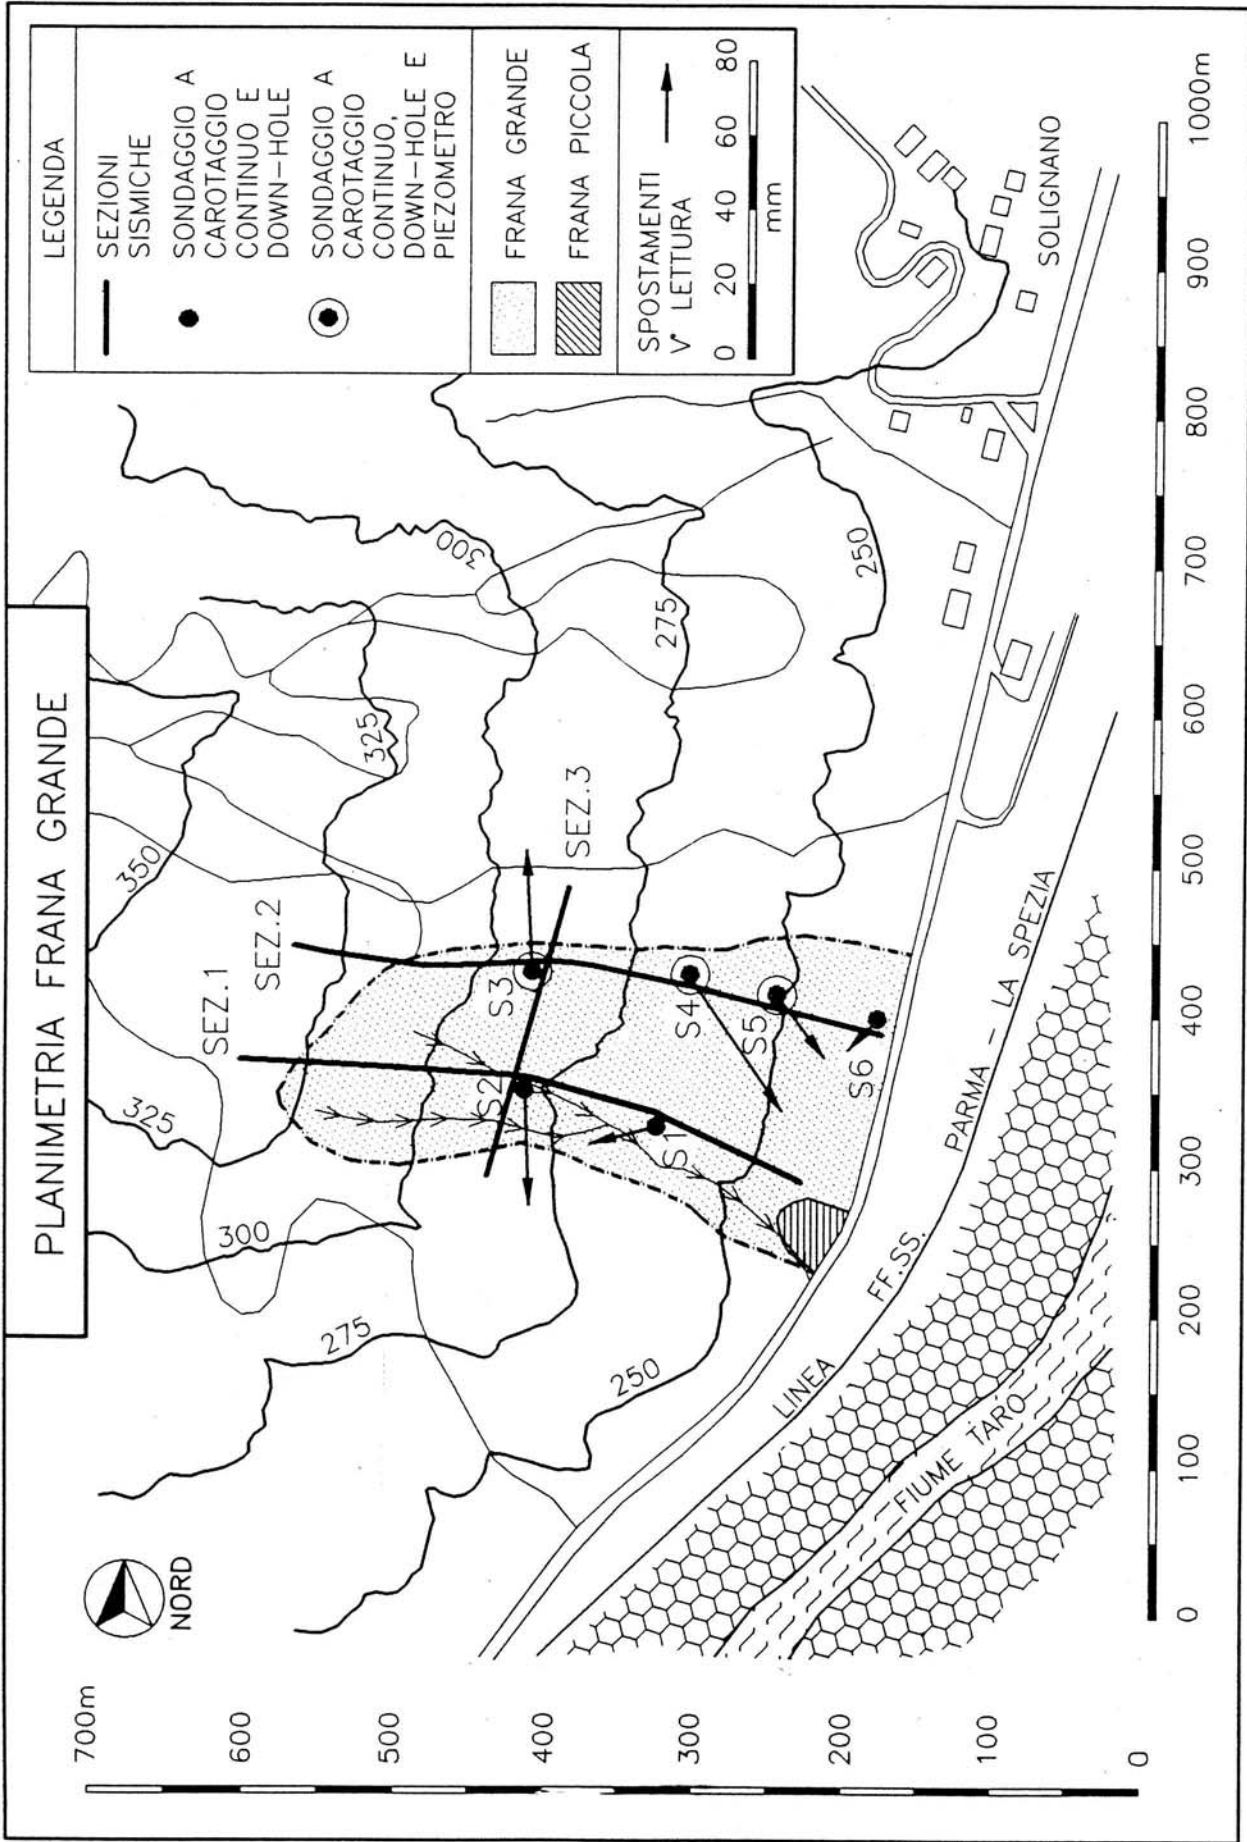 PLANIMETRIA FRANA GRANDE
LEGENDA
SEZIONI
SISMICHE
SONDAGGIO A
CAROTAGGIO
CONTINUO E
DOWN-HOLE
SONDAGGIO A
CAROTAGGIO
CONTINUO,
DOWN-HOLE E
PIEZOMETRO
FRANA GRANDE
FRANA PICCOLA
SPOSTAMENTI
V° LETTURA
0 20 40 60 80
mm
NORD
700m
600
500
400
300
200
100
0
0 100 200 300 400 500 600 700 800 900 1000m
SEZ.1
SEZ.2
SEZ.3
S1
S2
S3
S4
S5
S6
325
300
275
250
350
325
300
275
250
SOLIGNANO
LINEA FF.SS. PARMA - LA SPEZIA
FIUME TARO